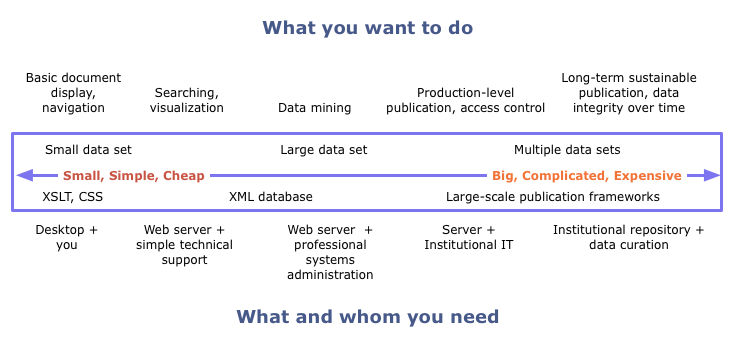 What you want to do
Basic document
display,
navigation
Searching,
visualization
Data mining
Production-level
publication, access control
Long-term sustainable
publication, data
integrity over time
Small data set
Large data set
Multiple data sets
Small, Simple, Cheap
Big, Complicated, Expensive
XSLT, CSS
XML database
Large-scale publication frameworks
Desktop +
you
Web server +
simple technical
support
Web server +
professional
systems
administration
Server +
Institutional IT
Institutional repository +
data curation
What and whom you need